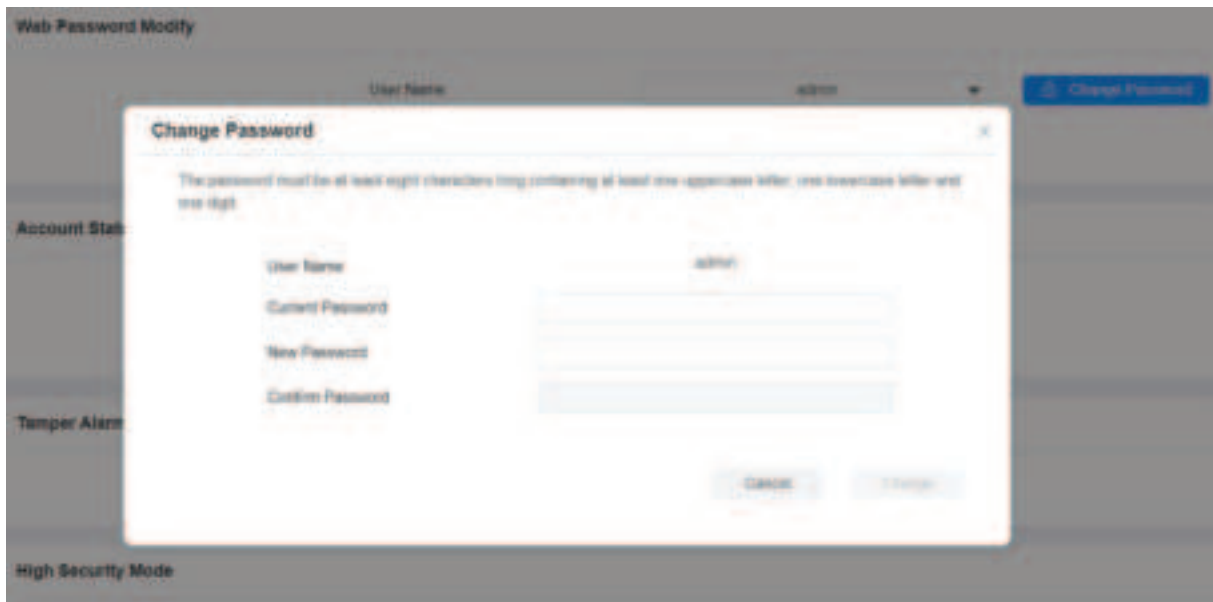 Web Password Modify
User Name admin Change Password
Change Password ×
The password must be at least eight characters long containing at least one uppercase letter, one lowercase letter and
one digit
Account Stat
User Name admin
Current Password
New Password
Confirm Password
Tamper Alarm
Cancel Change
High Security Mode